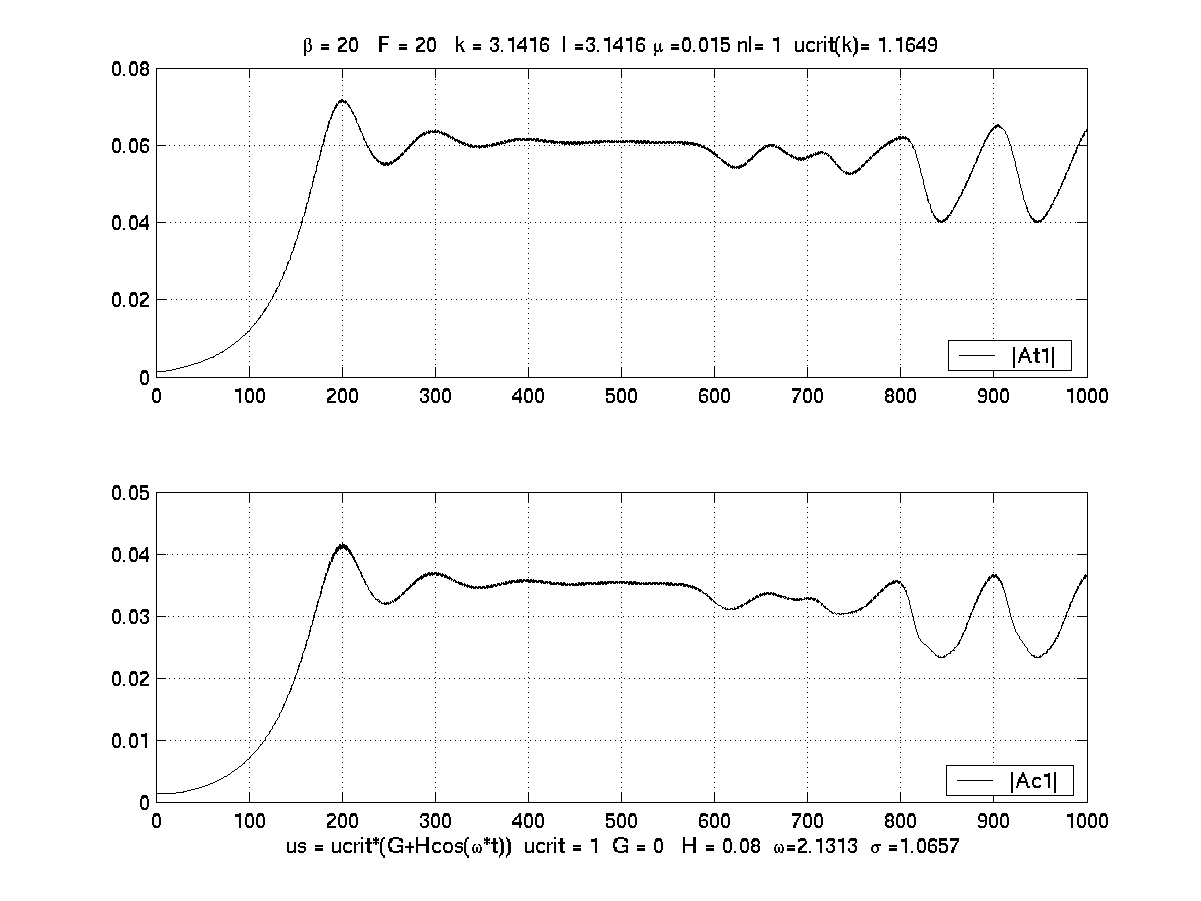 β = 20 F = 20 k = 3.1416 l =3.1416 μ =0.015 nl= 1 ucrit(k)= 1.1649
0.08
0.06
0.04
0.02
0
|At1|
0 100 200 300 400 500 600 700 800 900 1000
0.05
0.04
0.03
0.02
0.01
0
|Ac1|
0 100 200 300 400 500 600 700 800 900 1000
us = ucrit*(G+Hcos(ω*t)) ucrit = 1 G = 0 H = 0.08 ω=2.1313 σ =1.0657